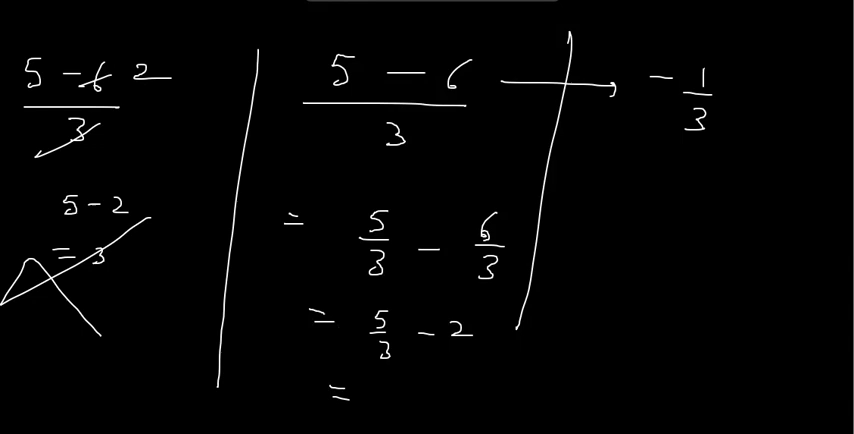 5 - 6 2
3
5 - 2
= 3
5 - 6
3
= 5/3 - 6/3
= 5/3 - 2
=
→ - 1/3